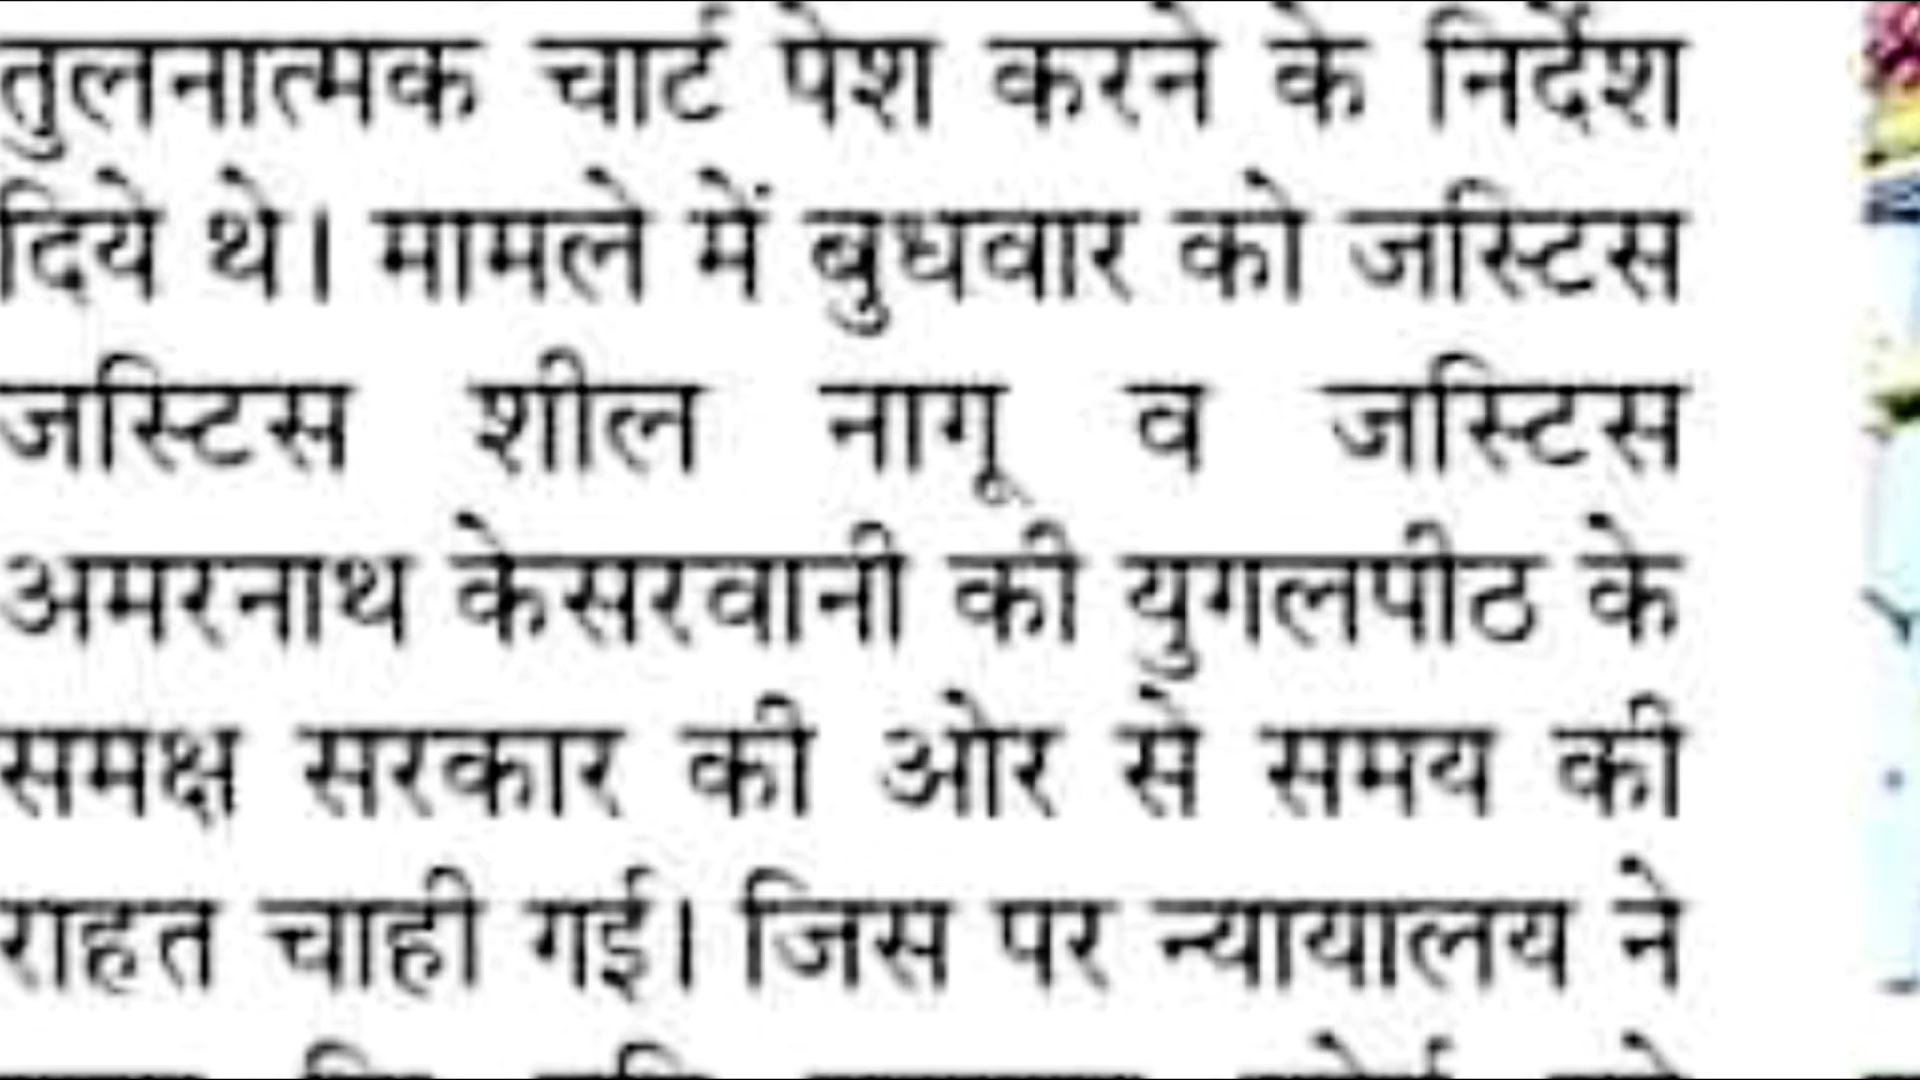 तुलनात्मक चार्ट पेश करने के निर्देश
दिये थे। मामले में बुधवार को जस्टिस
जस्टिस शील नागू व जस्टिस
अमरनाथ केसरवानी की युगलपीठ के
समक्ष सरकार की ओर से समय की
राहत चाही गई। जिस पर न्यायालय ने